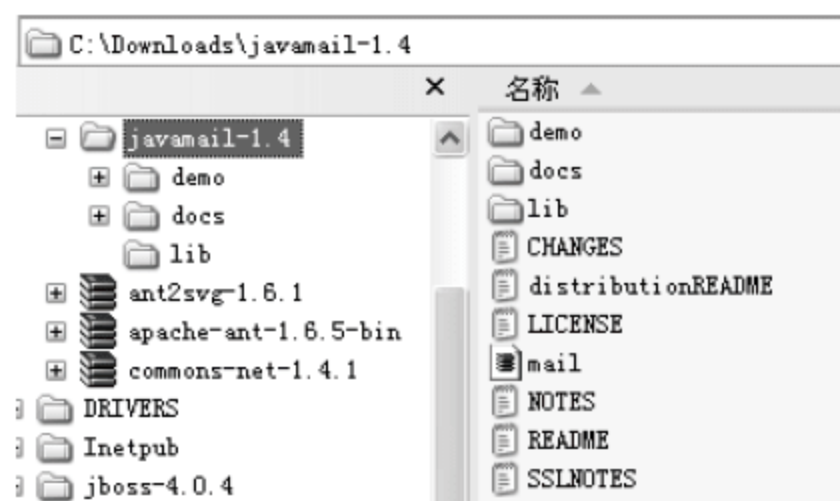 C:\Downloads\javamail-1.4
名称
javamail-1.4
demo
docs
lib
ant2svg-1.6.1
apache-ant-1.6.5-bin
commons-net-1.4.1
DRIVERS
Inetpub
jboss-4.0.4
demo
docs
lib
CHANGES
distributionREADME
LICENSE
mail
NOTES
README
SSLNOTES